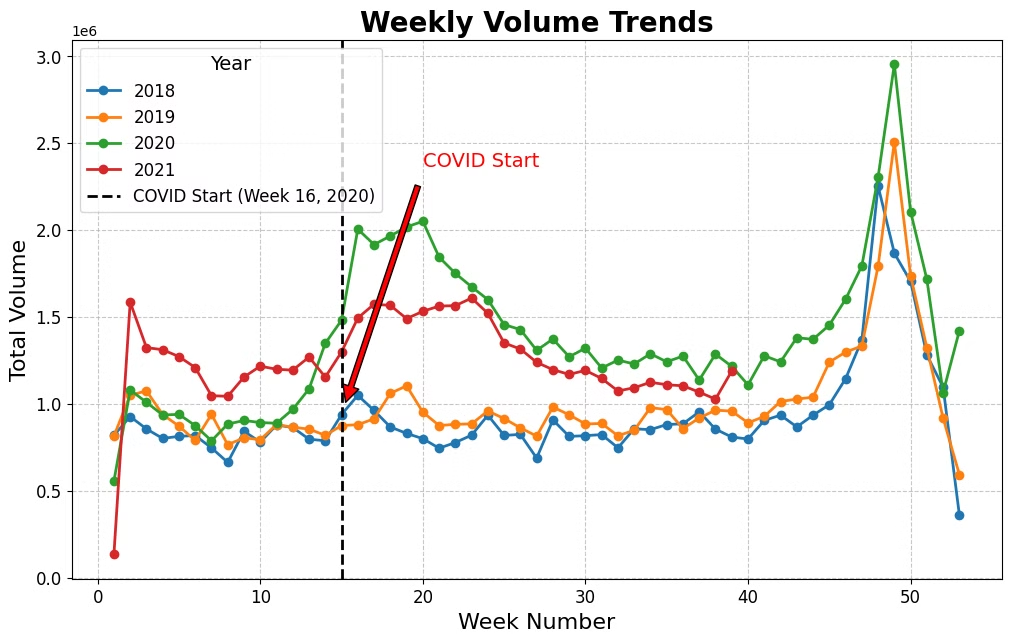 Weekly Volume Trends
1e6
3.0
2.5
2.0
1.5
1.0
0.5
0.0
Total Volume
Year
2018
2019
2020
2021
COVID Start (Week 16, 2020)
COVID Start
0 10 20 30 40 50
Week Number